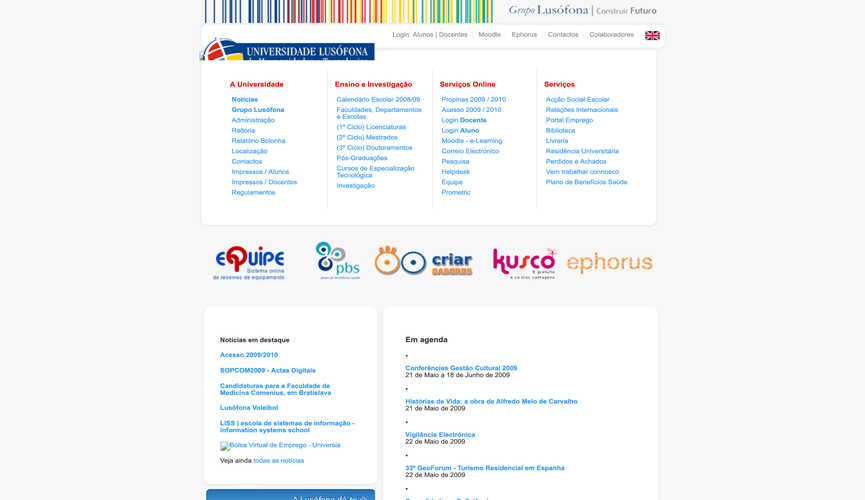 Grupo Lusófona | Construir Futuro
Login: Alunos | Docentes
Moodle
Ephorus
Contactos
Colaboradores
UNIVERSIDADE LUSÓFONA
A Universidade
Notícias
Grupo Lusófona
Administração
Reitoria
Relatório Bolonha
Localização
Contactos
Impressos / Alunos
Impressos / Docentes
Regulamentos
Ensino e Investigação
Calendário Escolar 2008/09
Faculdades, Departamentos
e Escolas
(1º Ciclo) Licenciaturas
(2º Ciclo) Mestrados
(3º Ciclo) Doutoramentos
Pós-Graduações
Cursos de Especialização
Tecnológica
Investigação
Serviços Online
Propinas 2009 / 2010
Acesso 2009 / 2010
Login Docente
Login Aluno
Moodle - e-Learning
Correio Electrónico
Pesquisa
Helpdesk
Equipe
Prometric
Serviços
Acção Social Escolar
Relações Internacionais
Portal Emprego
Biblioteca
Livraria
Residência Universitária
Perdidos e Achados
Vem trabalhar connosco
Plano de Benefícios Saúde
eQuipe
Sistema online
de reservas de equipamento
pbs
criar
SABERES
kusco
É gratuito
e só traz vantagens
ephorus
Notícias em destaque
Acesso 2009/2010
SOPCOM2009 - Actas Digitais
Candidaturas para a Faculdade de
Medicina Comenius, em Bratislava
Lusófona Voleibol
LISS | escola de sistemas de informação -
information systems school
Bolsa Virtual de Emprego - Universia
Veja ainda todas as notícias
Em agenda
Conferências Gestão Cultural 2009
21 de Maio a 18 de Junho de 2009
Histórias de Vida: a obra de Alfredo Melo de Carvalho
21 de Maio de 2009
Vigilância Electrónica
22 de Maio de 2009
33º GeoForum - Turismo Residencial em Espanha
22 de Maio de 2009